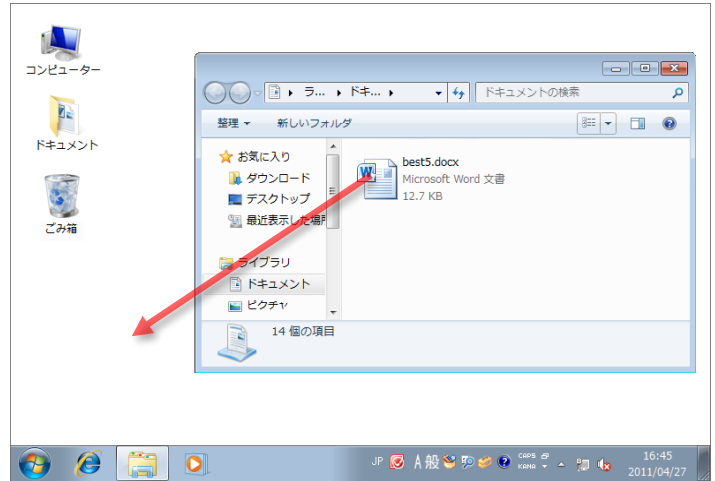 コンピューター
ドキュメント
ごみ箱
ラ... ドキ...
ドキュメントの検索
整理 新しいフォルダ
お気に入り
ダウンロード
デスクトップ
最近表示した場所
ライブラリ
ドキュメント
ピクチャ
best5.docx
Microsoft Word 文書
12.7 KB
14 個の項目
JP A 般 CAPS KANA
16:45
2011/04/27